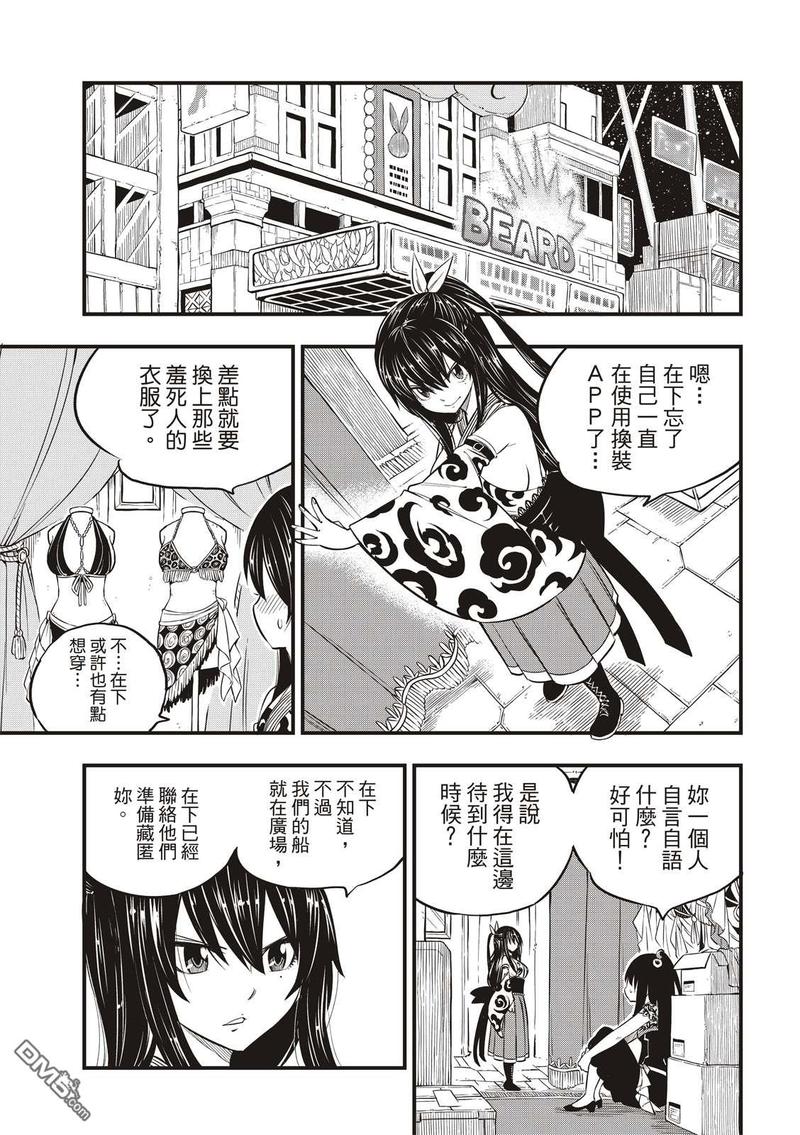 BEARD
嗯…
在下忘了
自己一直
在使用換裝
APP了…
差點就要
換上那些
羞死人的
衣服了。
不…在下
或許也有點
想穿…
妳一個人
自言自語
什麼？
好可怕！
是說
我得在這邊
待到什麼
時候？
在下
不知道，
不過
我們的船
就在廣場，
在下已經
聯絡他們
準備藏匿
妳。
DM5.com